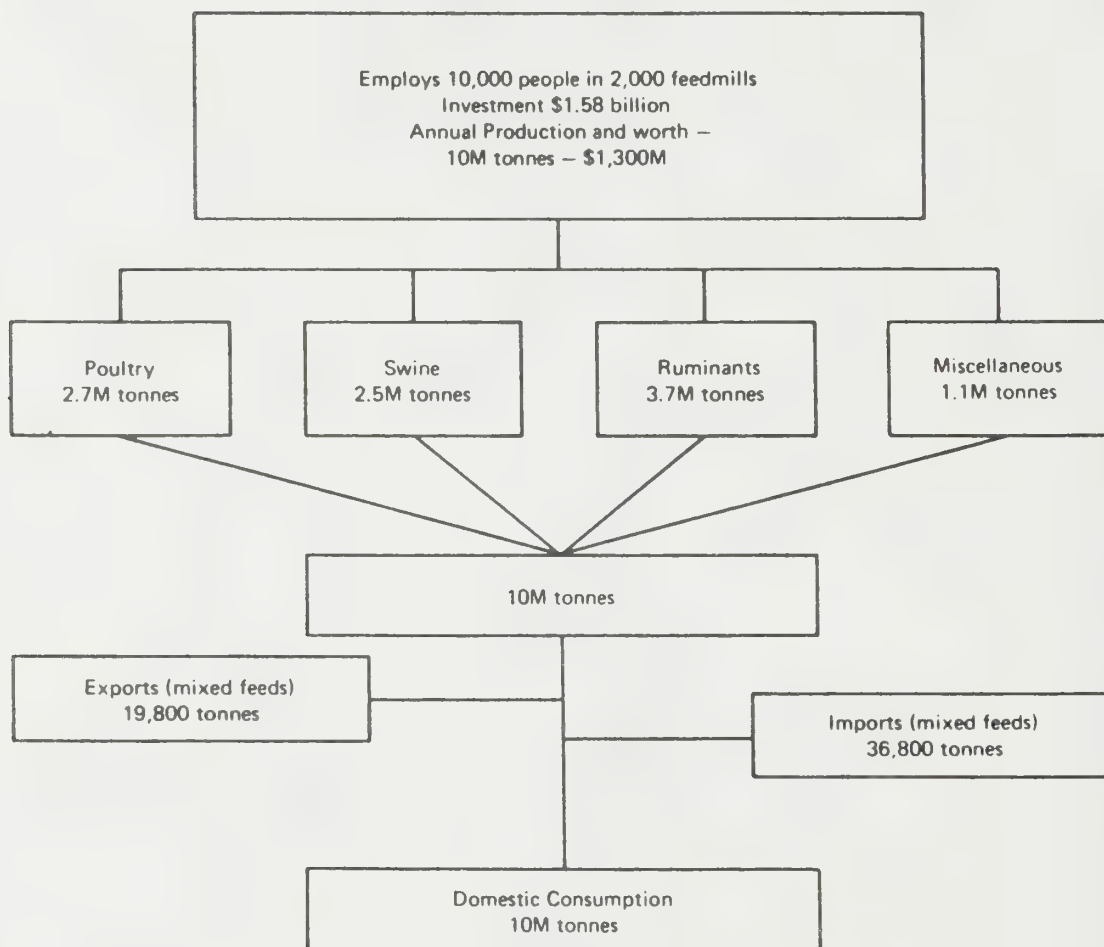 Employs 10,000 people in 2,000 feedmills
Investment $1.58 billion
Annual Production and worth –
10M tonnes – $1,300M
Poultry
2.7M tonnes
Swine
2.5M tonnes
Ruminants
3.7M tonnes
Miscellaneous
1.1M tonnes
10M tonnes
Exports (mixed feeds)
19,800 tonnes
Imports (mixed feeds)
36,800 tonnes
Domestic Consumption
10M tonnes